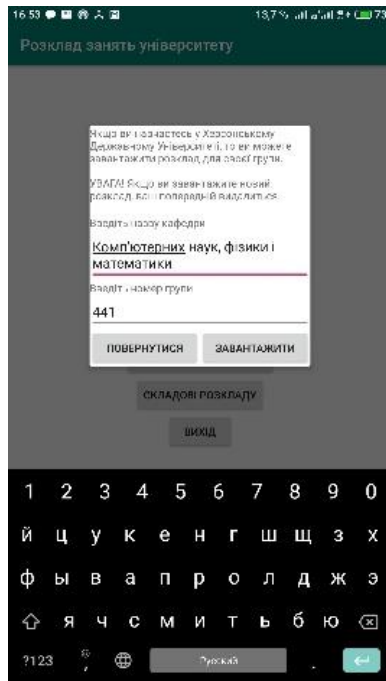 16:53
73
Розклад занять університету
Якщо ви навчаєтесь у Херсонському
Державному Університеті, то ви можете
завантажити розклад для своєї групи.
УВАГА! Якщо ви завантажите новий
розклад, ваш попередній видалиться.
Введіть назву кафедри
Комп'ютерних наук, фізики і
математики
Введіть номер групи
441
ПОВЕРНУТИСЯ ЗАВАНТАЖИТИ
СКЛАДОВІ РОЗКЛАДУ
ВИХІД
1 2 3 4 5 6 7 8 9 0
й ц у к е н г ш щ з х
ф ы в а п р о л д ж э
я ч с м и т ь б ю
?123 , Русский .